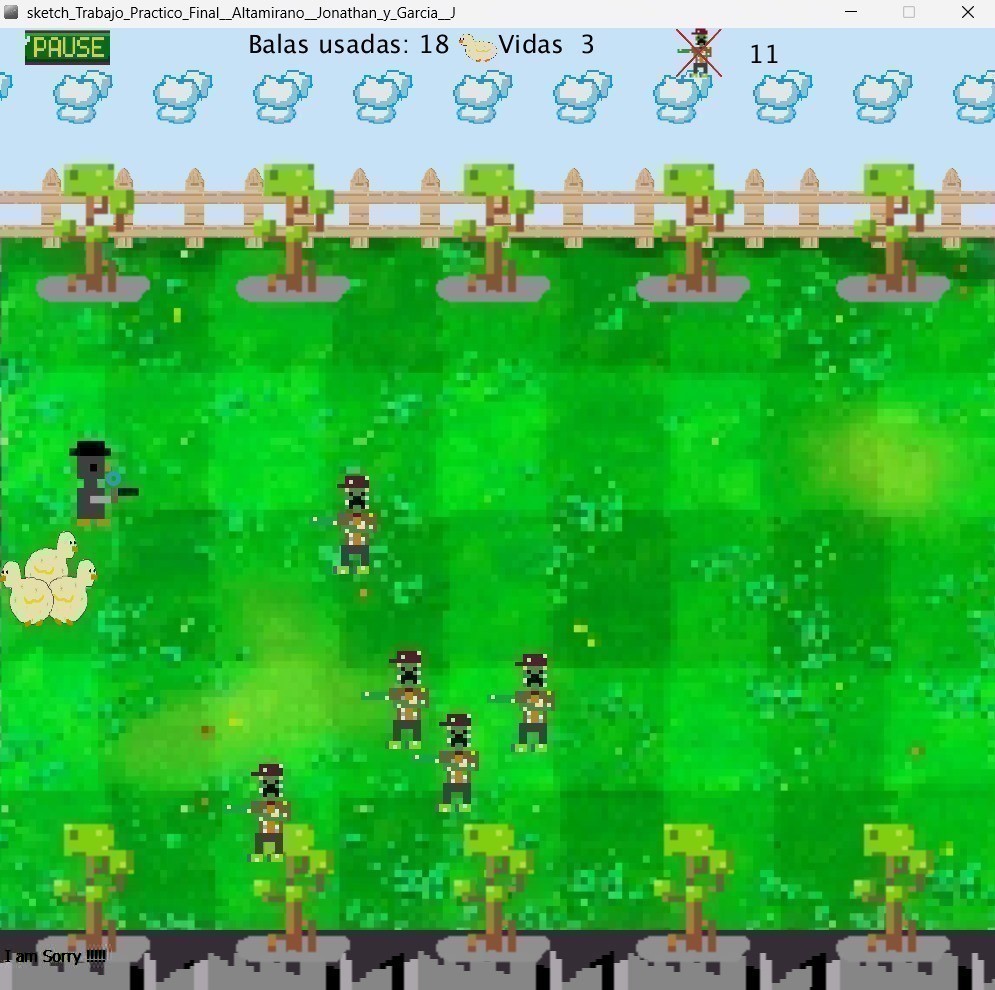 sketch_Trabajo_Practico_Final__Altamirano__Jonathan_y_Garcia__J
PAUSE
Balas usadas: 18 Vidas 3
11
I am Sorry !!!!!